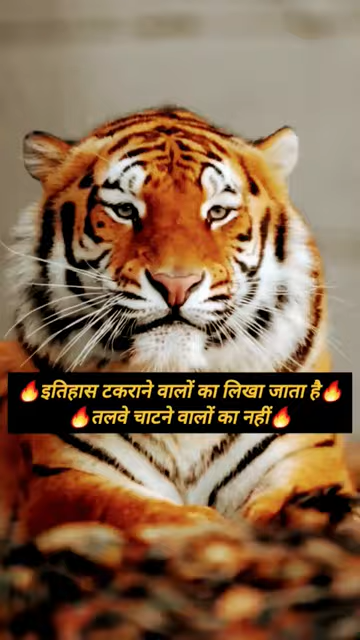 🔥इतिहास टकराने वालों का लिखा जाता है🔥
🔥तलवे चाटने वालों का नहीं🔥